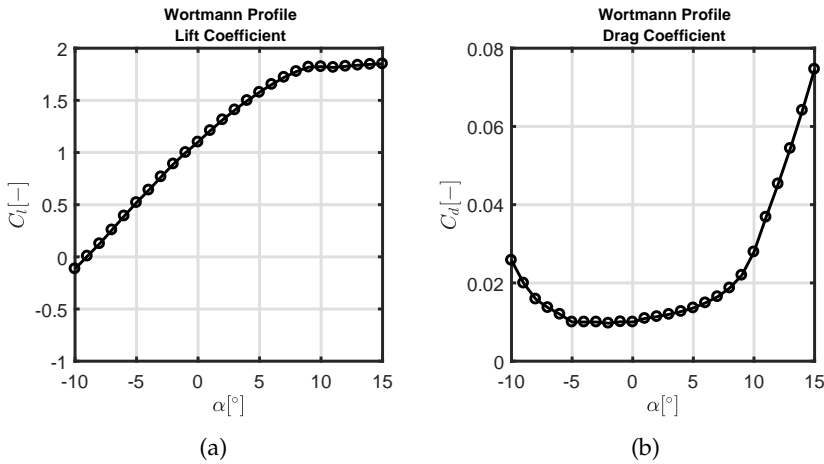 Wortmann Profile
Lift Coefficient
2
1.5
1
0.5
0
-0.5
-1
C_l[−]
-10 -5 0 5 10 15
α[°]
(a)
Wortmann Profile
Drag Coefficient
0.08
0.06
0.04
0.02
0
C_d[−]
-10 -5 0 5 10 15
α[°]
(b)